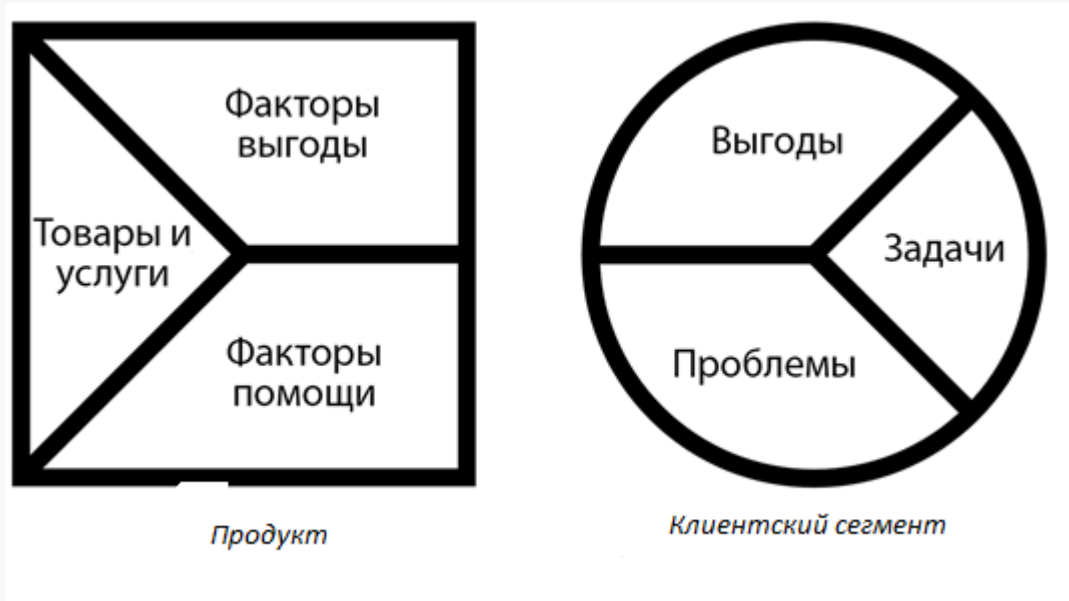 Факторы
выгоды
Товары и
услуги
Факторы
помощи
Продукт
Выгоды
Задачи
Проблемы
Клиентский сегмент